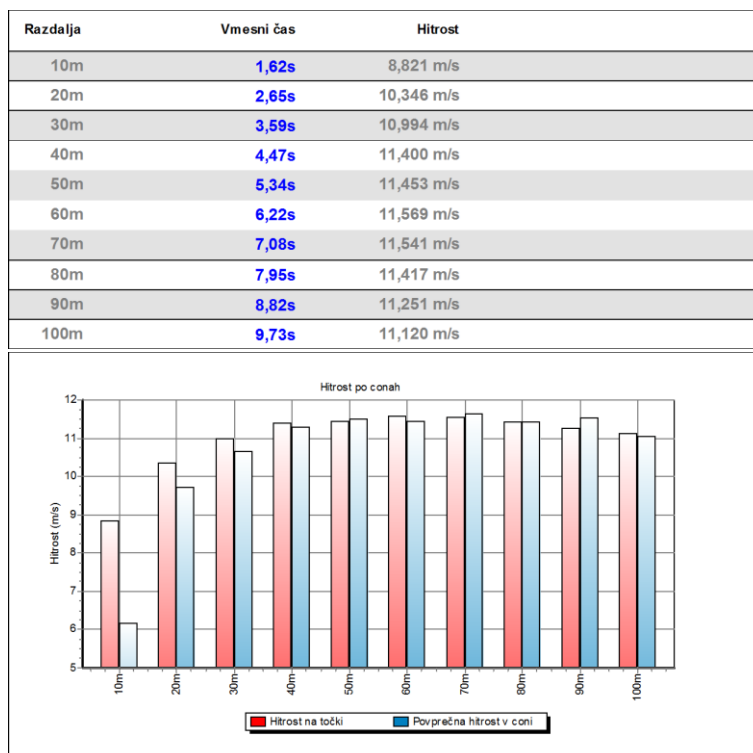 Razdalja Vmesni čas Hitrost
10m 1,62s 8,821 m/s
20m 2,65s 10,346 m/s
30m 3,59s 10,994 m/s
40m 4,47s 11,400 m/s
50m 5,34s 11,453 m/s
60m 6,22s 11,569 m/s
70m 7,08s 11,541 m/s
80m 7,95s 11,417 m/s
90m 8,82s 11,251 m/s
100m 9,73s 11,120 m/s
Hitrost po conah
Hitrost (m/s)
12
11
10
9
8
7
6
5
10m 20m 30m 40m 50m 60m 70m 80m 90m 100m
Hitrost na točki Povprečna hitrost v coni